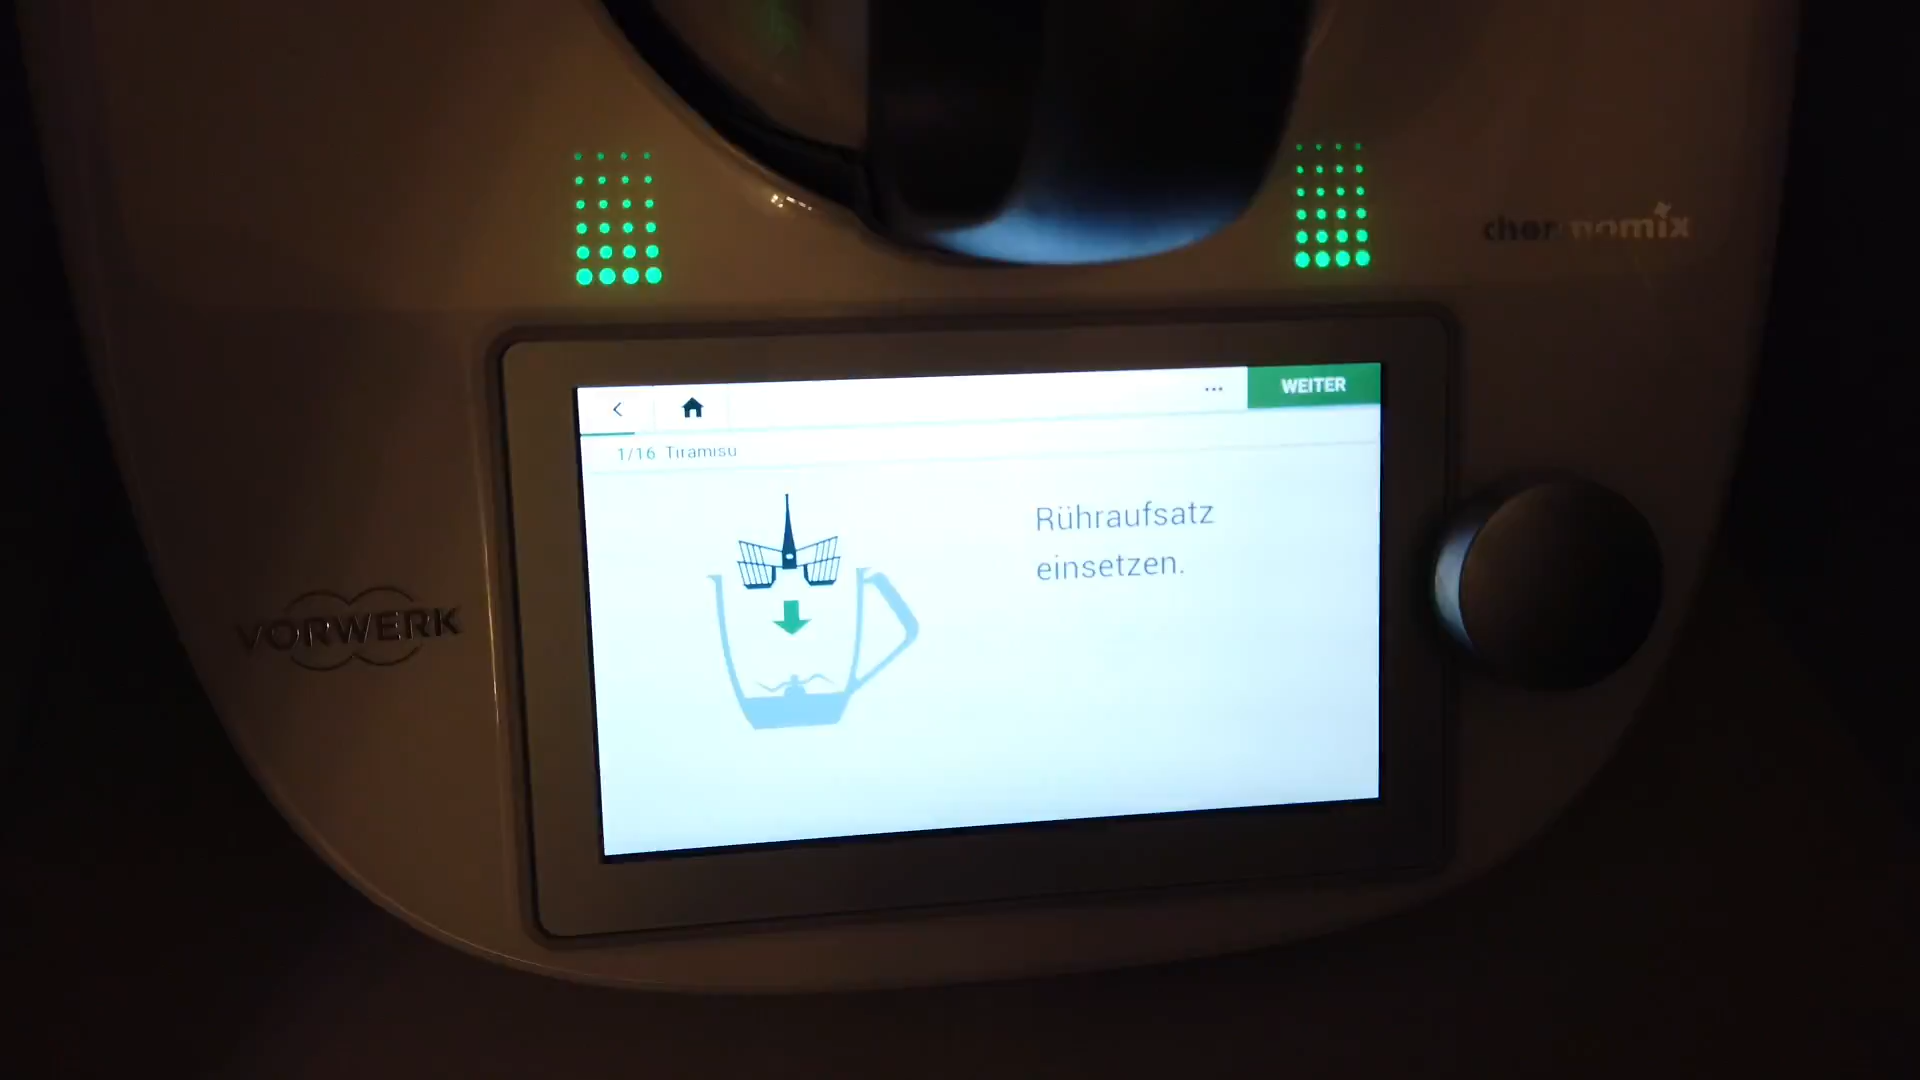 thermomix
WEITER
1/16 Tiramisu
Rühraufsatz
einsetzen.
VORWERK